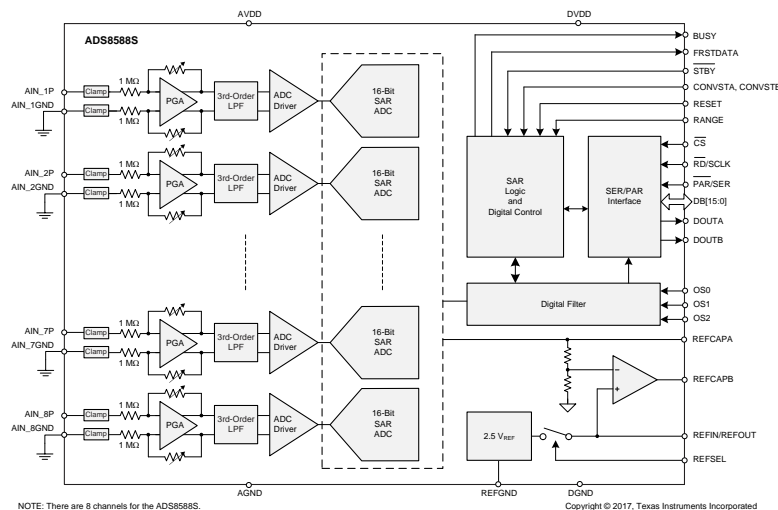 AVDD
DVDD
ADS8588S
BUSY
FRSTDATA
STBY
CONVSTA, CONVSTB
RESET
RANGE
CS
RD/SCLK
PAR/SER
DB[15:0]
DOUTA
DOUTB
OS0
OS1
OS2
REFCAPA
REFCAPB
REFIN/REFOUT
REFSEL
AIN_1P
AIN_1GND
Clamp
Clamp
1 MΩ
1 MΩ
PGA
3rd-Order
LPF
ADC
Driver
16-Bit
SAR
ADC
AIN_2P
AIN_2GND
Clamp
Clamp
1 MΩ
1 MΩ
PGA
3rd-Order
LPF
ADC
Driver
16-Bit
SAR
ADC
AIN_7P
AIN_7GND
Clamp
Clamp
1 MΩ
1 MΩ
PGA
3rd-Order
LPF
ADC
Driver
16-Bit
SAR
ADC
AIN_8P
AIN_8GND
Clamp
Clamp
1 MΩ
1 MΩ
PGA
3rd-Order
LPF
ADC
Driver
16-Bit
SAR
ADC
SAR
Logic
and
Digital Control
SER/PAR
Interface
Digital Filter
2.5 VREF
AGND
REFGND
DGND
NOTE: There are 8 channels for the ADS8588S.
Copyright © 2017, Texas Instruments Incorporated